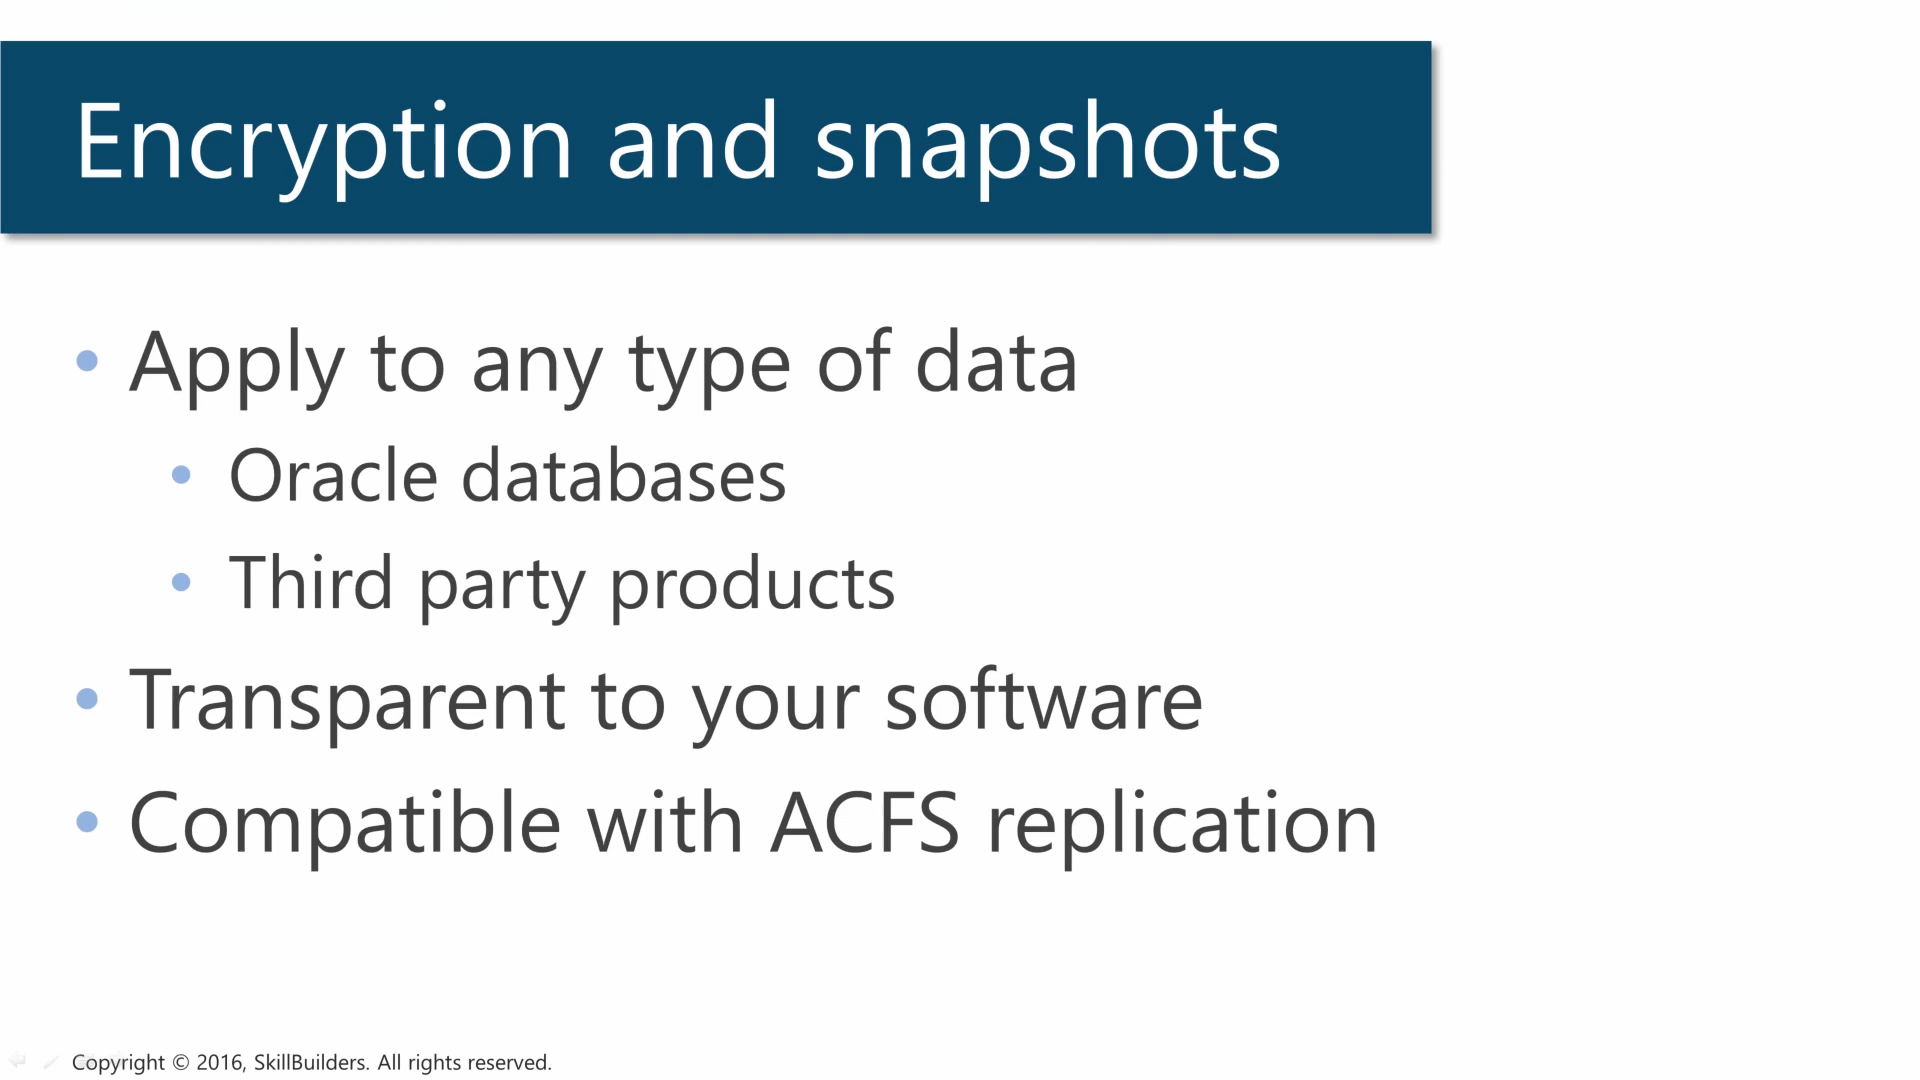 Encryption and snapshots
• Apply to any type of data
• Oracle databases
• Third party products
• Transparent to your software
• Compatible with ACFS replication
Copyright © 2016, SkillBuilders. All rights reserved.